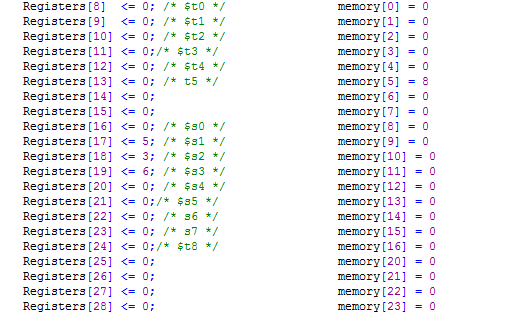 Registers[8]  <= 0; /* $t0 */ memory[0] = 0
Registers[9]  <= 0; /* $t1 */ memory[1] = 0
Registers[10] <= 0; /* $t2 */ memory[2] = 0
Registers[11] <= 0;/* $t3 */ memory[3] = 0
Registers[12] <= 0; /* $t4 */ memory[4] = 0
Registers[13] <= 0; /* t5 */ memory[5] = 8
Registers[14] <= 0; memory[6] = 0
Registers[15] <= 0; memory[7] = 0
Registers[16] <= 0; /* $s0 */ memory[8] = 0
Registers[17] <= 5; /* $s1 */ memory[9] = 0
Registers[18] <= 3; /* $s2 */ memory[10] = 0
Registers[19] <= 6; /* $s3 */ memory[11] = 0
Registers[20] <= 0; /* $s4 */ memory[12] = 0
Registers[21] <= 0;/* $s5 */ memory[13] = 0
Registers[22] <= 0; /* s6 */ memory[14] = 0
Registers[23] <= 0; /* s7 */ memory[15] = 0
Registers[24] <= 0;/* $t8 */ memory[16] = 0
Registers[25] <= 0; memory[20] = 0
Registers[26] <= 0; memory[21] = 0
Registers[27] <= 0; memory[22] = 0
Registers[28] <= 0; memory[23] = 0